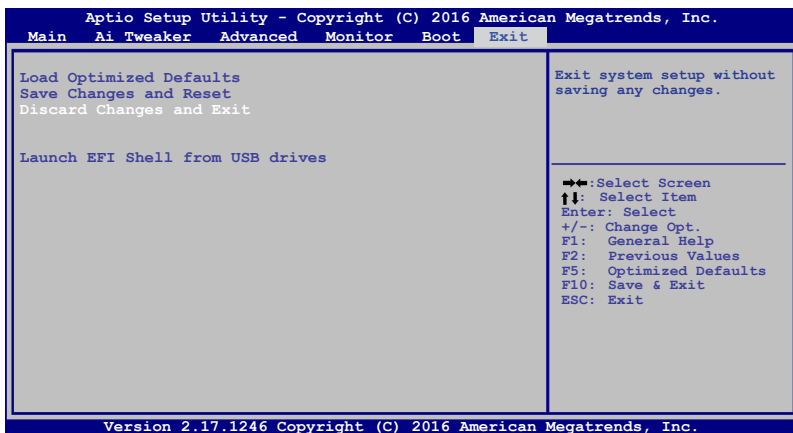 Aptio Setup Utility - Copyright (C) 2016 American Megatrends, Inc.
Main Ai Tweaker Advanced Monitor Boot Exit
Load Optimized Defaults
Save Changes and Reset
Discard Changes and Exit
Launch EFI Shell from USB drives
Exit system setup without
saving any changes.
→←:Select Screen
↑↓: Select Item
Enter: Select
+/-: Change Opt.
F1: General Help
F2: Previous Values
F5: Optimized Defaults
F10: Save & Exit
ESC: Exit
Version 2.17.1246 Copyright (C) 2016 American Megatrends, Inc.